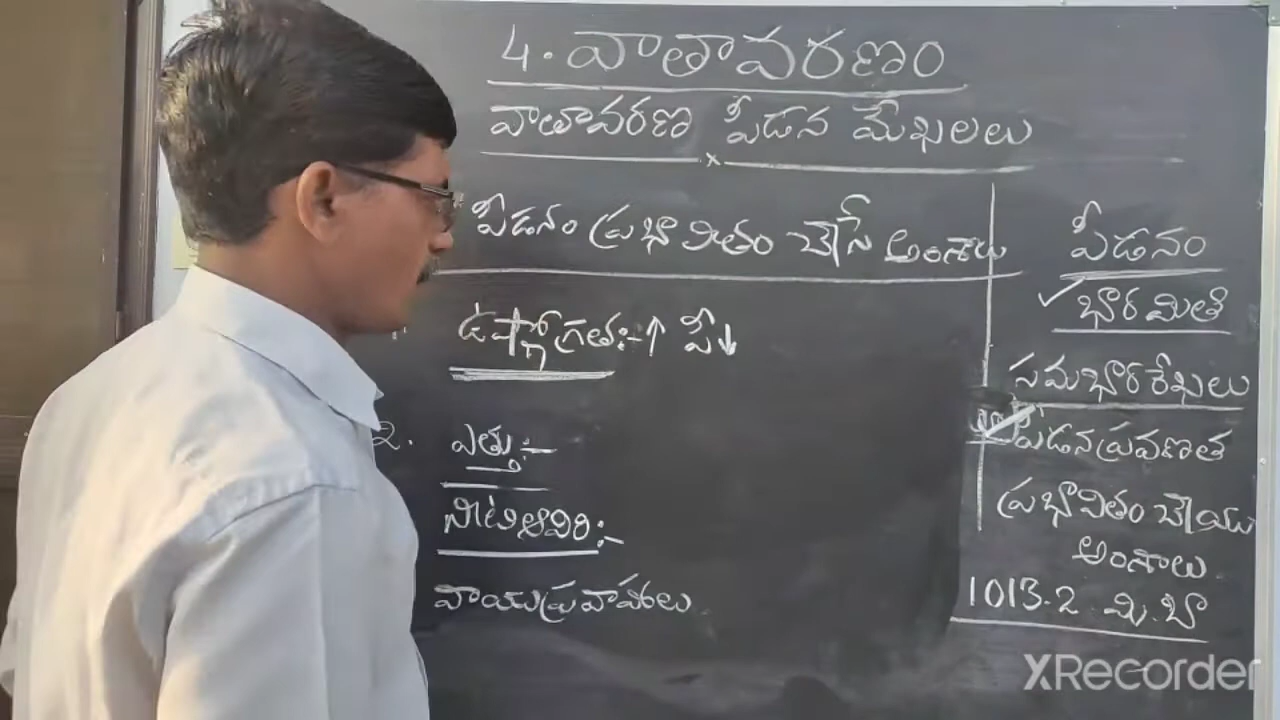 4. వాతావరణం
వాతావరణ పీడన మేఖలలు
పీడనం ప్రభావితం చేసే అంశాలు
ఉష్ణోగ్రత:- ↑ పీ↓
2. ఎత్తు:-
నీటిఆవిరి:-
వాయుప్రవాహాలు
పీడనం
✓భారమితి
సమభార రేఖలు
పీడనప్రవణత
ప్రభావితం చేయు
అంశాలు
1013.2 మి.బా
XRecorder